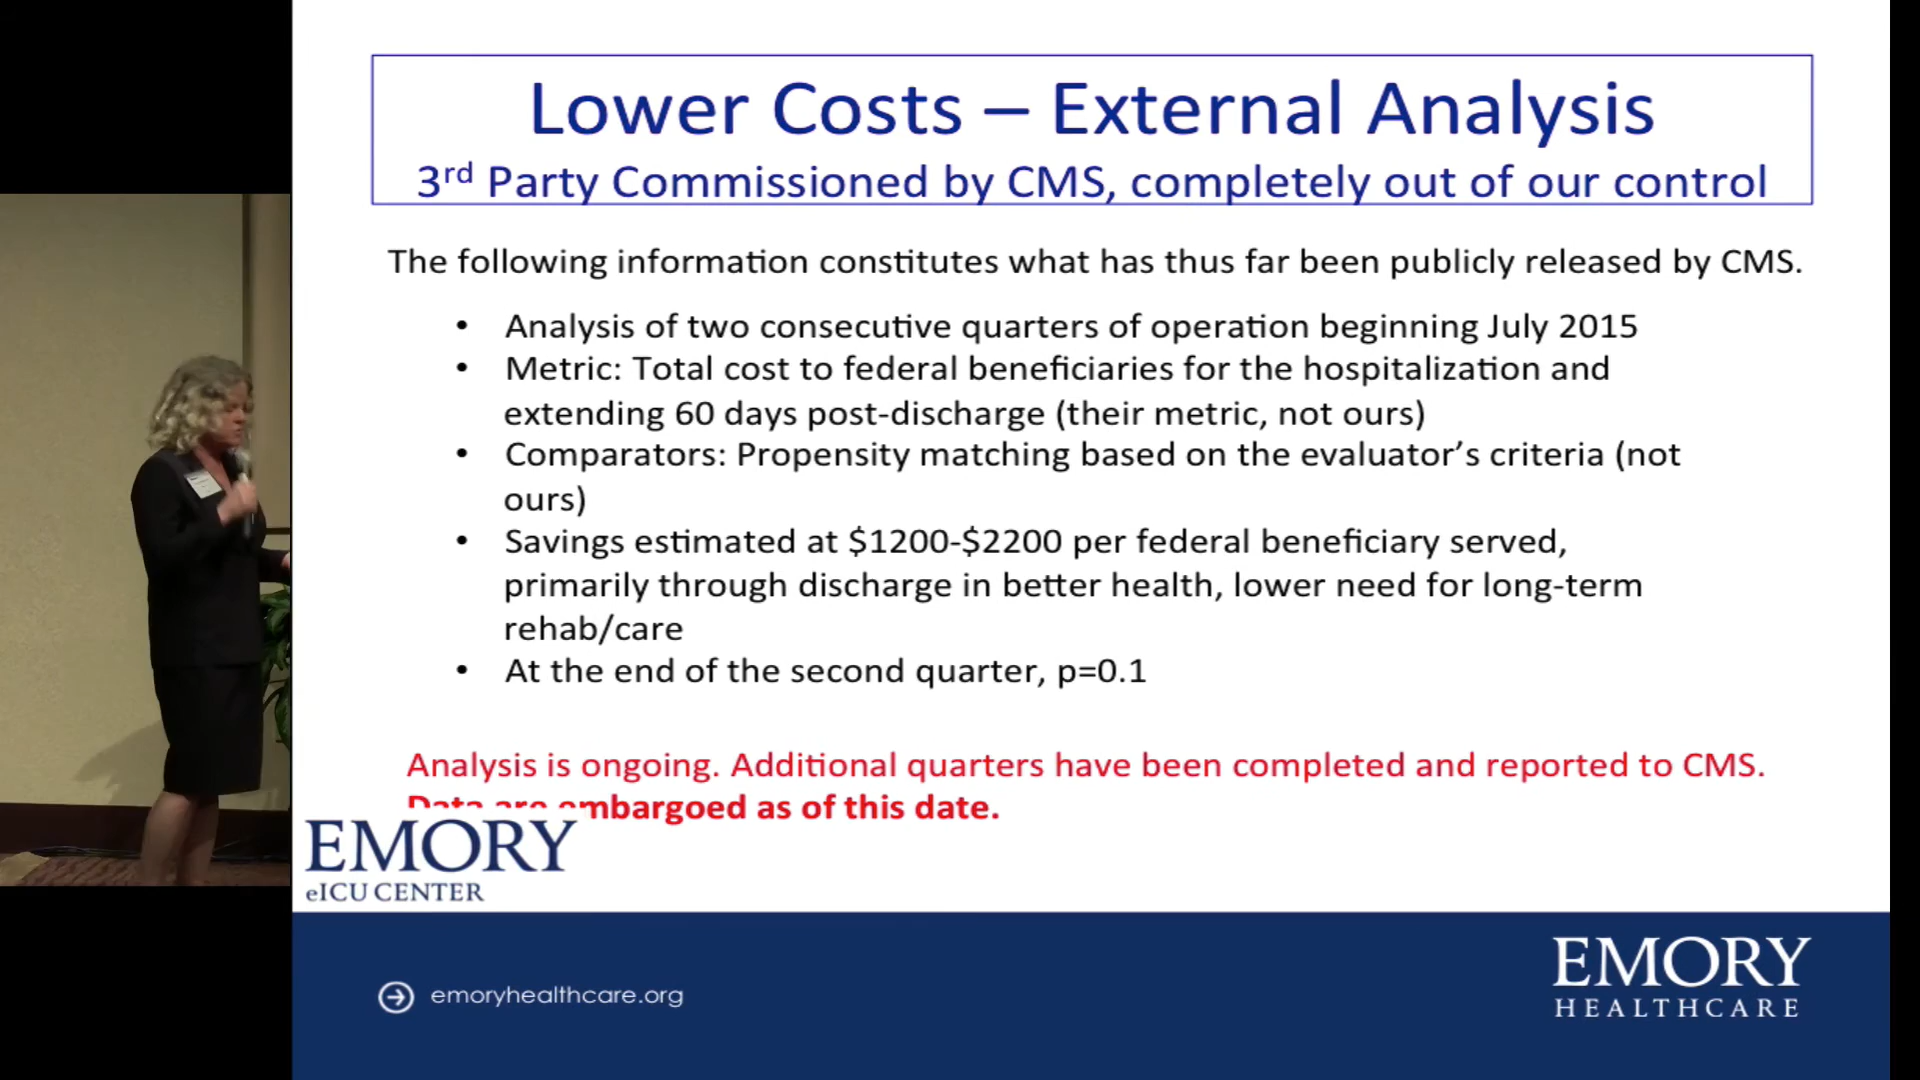 Lower Costs – External Analysis
3rd Party Commissioned by CMS, completely out of our control
The following information constitutes what has thus far been publicly released by CMS.
• Analysis of two consecutive quarters of operation beginning July 2015
• Metric: Total cost to federal beneficiaries for the hospitalization and
extending 60 days post-discharge (their metric, not ours)
• Comparators: Propensity matching based on the evaluator’s criteria (not
ours)
• Savings estimated at $1200-$2200 per federal beneficiary served,
primarily through discharge in better health, lower need for long-term
rehab/care
• At the end of the second quarter, p=0.1
Analysis is ongoing. Additional quarters have been completed and reported to CMS.
Data are embargoed as of this date.
EMORY
eICU CENTER
emoryhealthcare.org
EMORY
HEALTHCARE